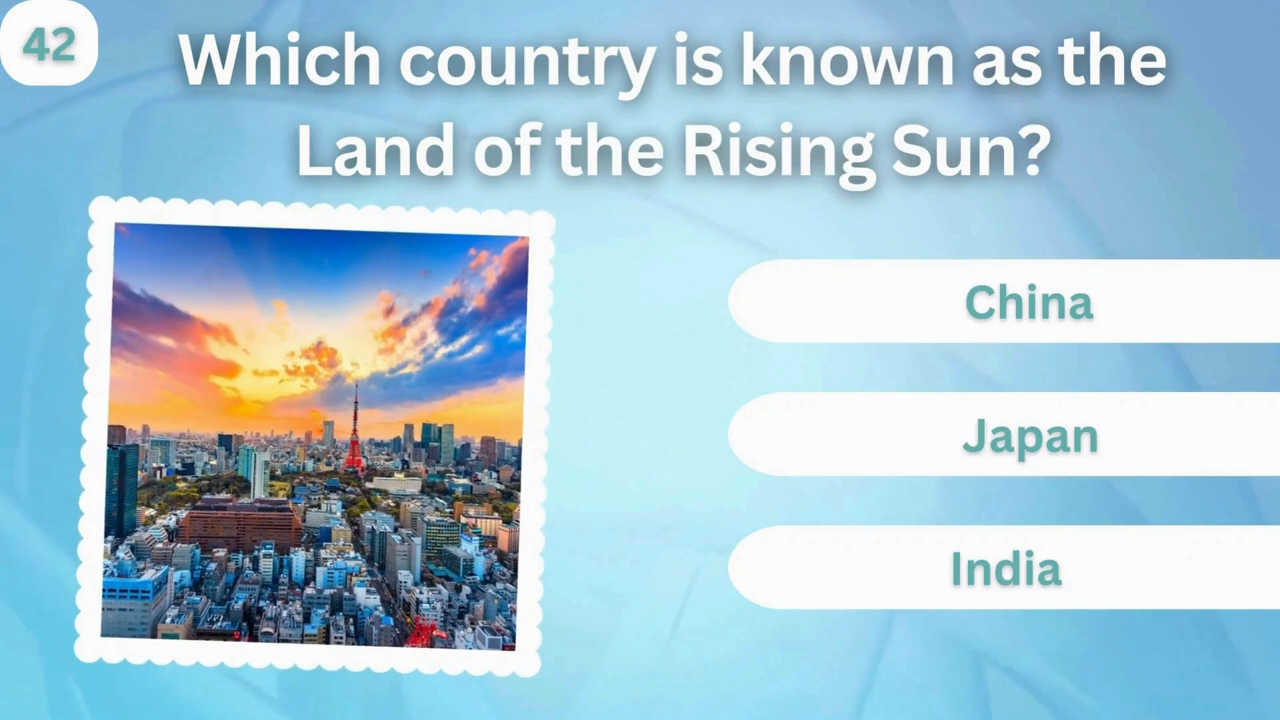 42
Which country is known as the
Land of the Rising Sun?
China
Japan
India